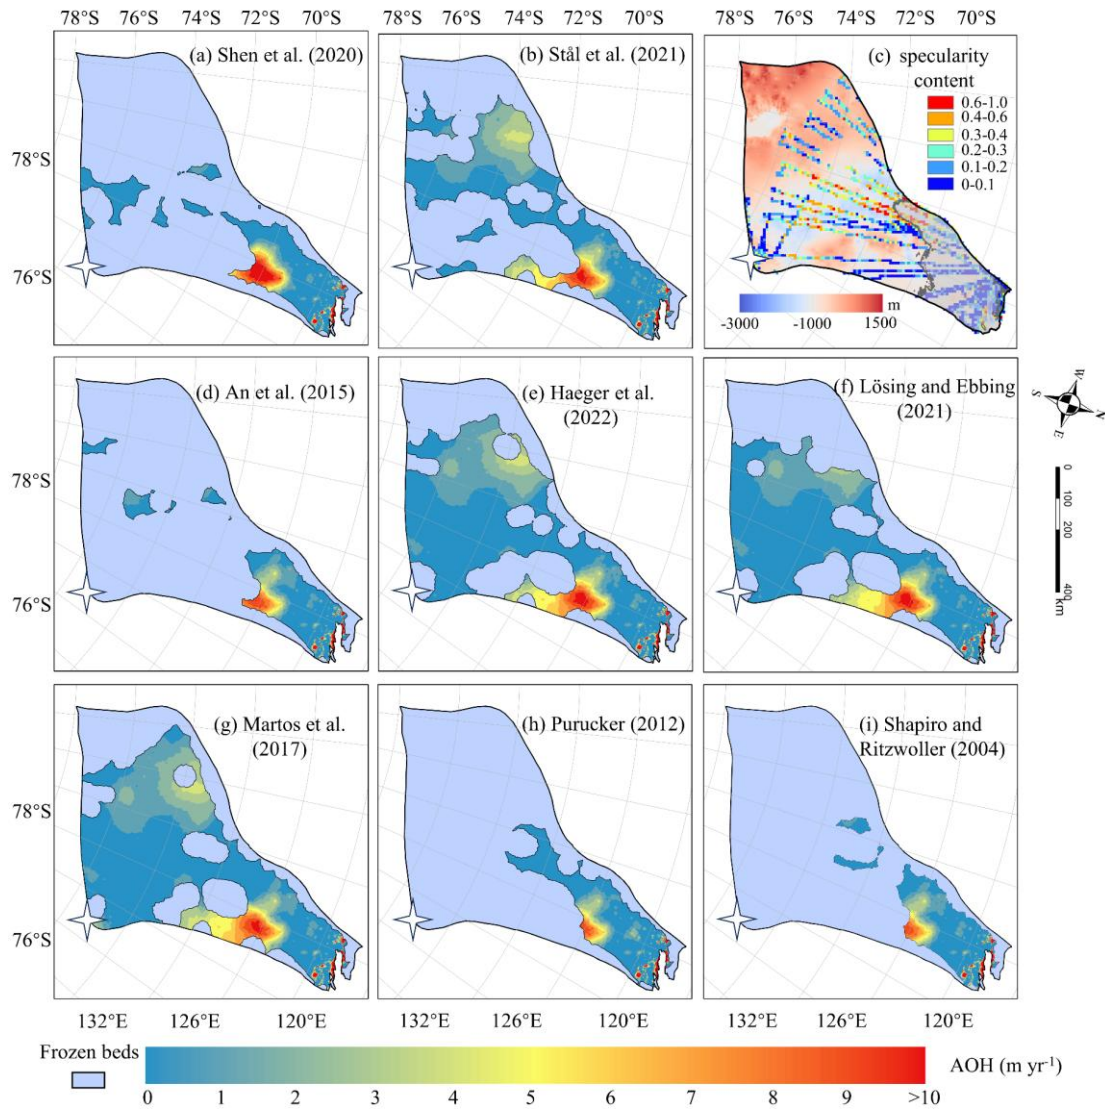 78°S 76°S 74°S 72°S 70°S 78°S 76°S 74°S 72°S 70°S 78°S 76°S 74°S 72°S 70°S
(a) Shen et al. (2020)
(b) Stål et al. (2021)
(c) specularity
content
0.6-1.0
0.4-0.6
0.3-0.4
0.2-0.3
0.1-0.2
0-0.1
78°S
76°S
m
-3000 -1000 1500
(d) An et al. (2015)
(e) Haeger et al.
(2022)
(f) Lösing and Ebbing
(2021)
W
S N
E
78°S
76°S
0
100
200
400
Km
(g) Martos et al.
(2017)
(h) Purucker (2012)
(i) Shapiro and
Ritzwoller (2004)
78°S
76°S
132°E 126°E 120°E 132°E 126°E 120°E 132°E 126°E 120°E
Frozen beds
AOH (m yr⁻¹)
0 1 2 3 4 5 6 7 8 9 >10